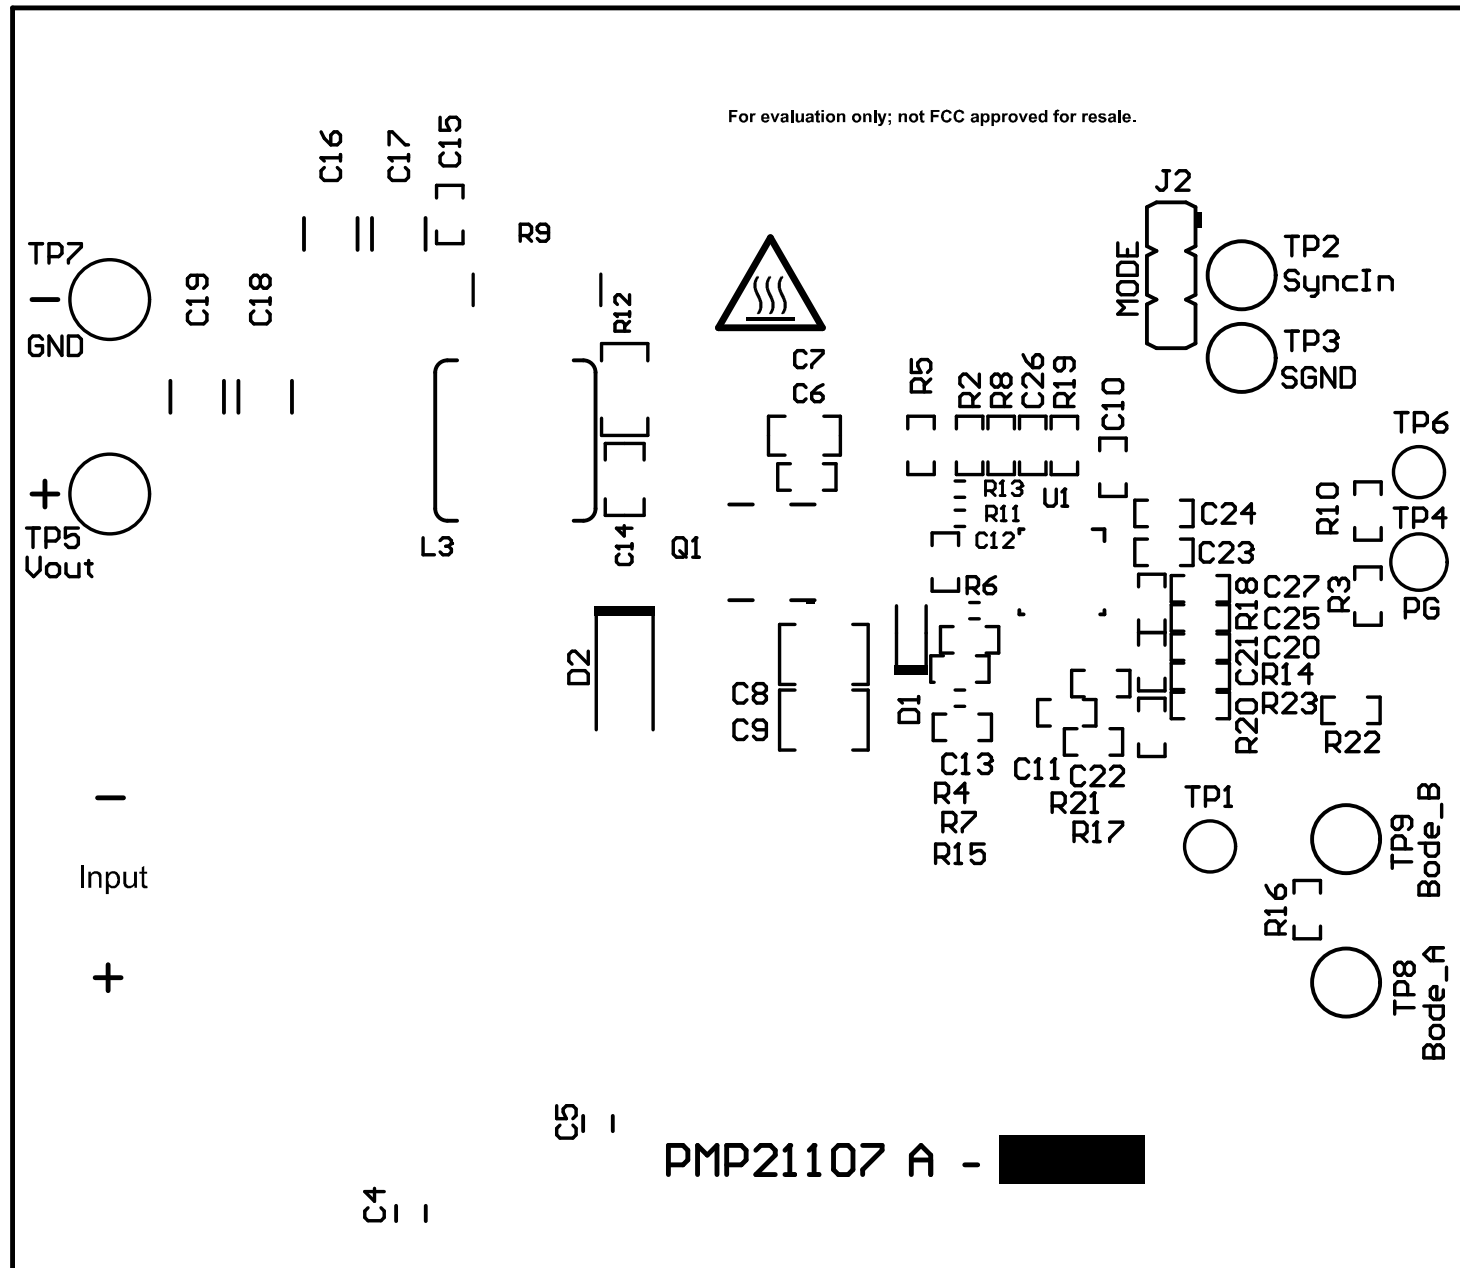 For evaluation only; not FCC approved for resale.
C16
C17
C15
J2
R9
TP7
-
GND
C19
C18
R12
MODE
TP2
SyncIn
TP3
SGND
C7
C6
R5
R2
R8
C26
R19
C10
TP6
+
TP5
Vout
L3
C14
Q1
R13
R11
U1
C12
C24
C23
R10
TP4
PG
R3
R6
D2
C8
C9
D1
R18
C27
C25
C21
C20
R14
R20
R23
R22
C13
C11
C22
R4
R21
R7
R17
R15
TP1
TP9
Bode_B
-
Input
+
R16
TP8
Bode_A
C5
PMP21107 A -
C4